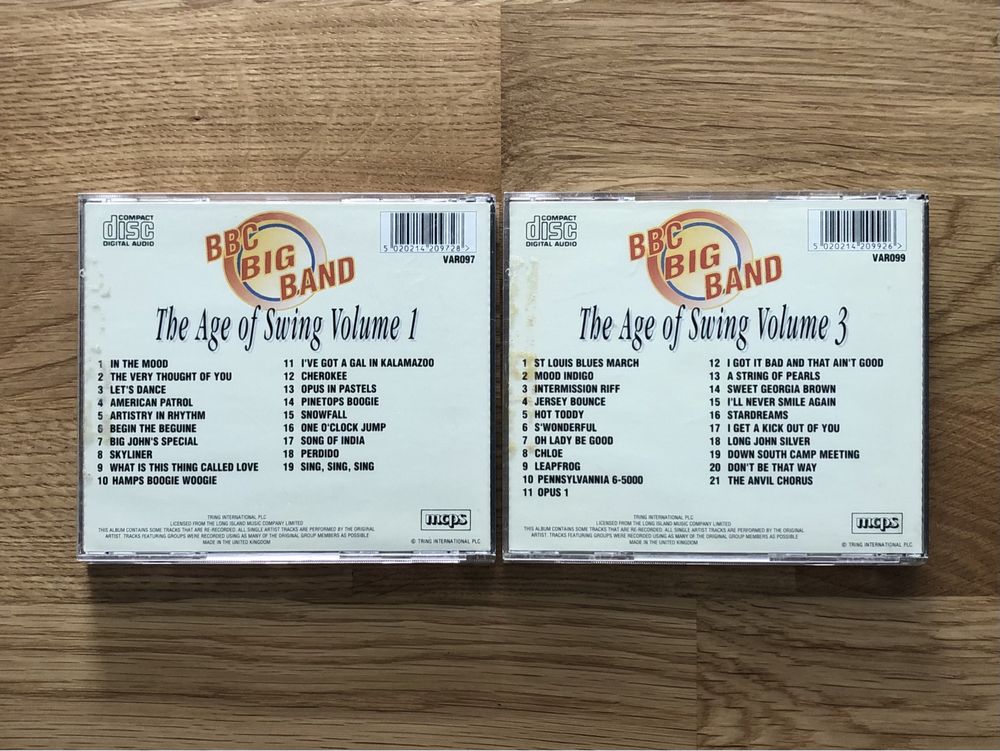 COMPACT
disc
DIGITAL AUDIO
BBC
BIG
BAND
5 020214 209728 >
VAR097
The Age of Swing Volume 1
1 IN THE MOOD
2 THE VERY THOUGHT OF YOU
3 LET'S DANCE
4 AMERICAN PATROL
5 ARTISTRY IN RHYTHM
6 BEGIN THE BEGUINE
7 BIG JOHN'S SPECIAL
8 SKYLINER
9 WHAT IS THIS THING CALLED LOVE
10 HAMPS BOOGIE WOOGIE
11 I'VE GOT A GAL IN KALAMAZOO
12 CHEROKEE
13 OPUS IN PASTELS
14 PINETOPS BOOGIE
15 SNOWFALL
16 ONE O'CLOCK JUMP
17 SONG OF INDIA
18 PERDIDO
19 SING, SING, SING
TRING INTERNATIONAL PLC
LICENSED FROM THE LONG ISLAND MUSIC COMPANY LIMITED
THIS ALBUM CONTAINS SOME TRACKS THAT ARE RE-RECORDED. ALL SINGLE ARTIST TRACKS ARE PERFORMED BY THE ORIGINAL
ARTIST. TRACKS FEATURING GROUPS WERE RECORDED USING AS MANY OF THE ORIGINAL GROUP MEMBERS AS POSSIBLE
MADE IN THE UNITED KINGDOM
mcps
© TRING INTERNATIONAL PLC.
COMPACT
disc
DIGITAL AUDIO
BBC
BIG
BAND
5 020214 209926 >
VAR099
The Age of Swing Volume 3
1 ST LOUIS BLUES MARCH
2 MOOD INDIGO
3 INTERMISSION RIFF
4 JERSEY BOUNCE
5 HOT TODDY
6 S'WONDERFUL
7 OH LADY BE GOOD
8 CHLOE
9 LEAPFROG
10 PENNSYLVANNIA 6-5000
11 OPUS 1
12 I GOT IT BAD AND THAT AIN'T GOOD
13 A STRING OF PEARLS
14 SWEET GEORGIA BROWN
15 I'LL NEVER SMILE AGAIN
16 STARDREAMS
17 I GET A KICK OUT OF YOU
18 LONG JOHN SILVER
19 DOWN SOUTH CAMP MEETING
20 DON'T BE THAT WAY
21 THE ANVIL CHORUS
TRING INTERNATIONAL PLC
LICENSED FROM THE LONG ISLAND MUSIC COMPANY LIMITED
THIS ALBUM CONTAINS SOME TRACKS THAT ARE RE-RECORDED. ALL SINGLE ARTIST TRACKS ARE PERFORMED BY THE ORIGINAL
ARTIST. TRACKS FEATURING GROUPS WERE RECORDED USING AS MANY OF THE ORIGINAL GROUP MEMBERS AS POSSIBLE
MADE IN THE UNITED KINGDOM
mcps
© TRING INTERNATIONAL PLC.